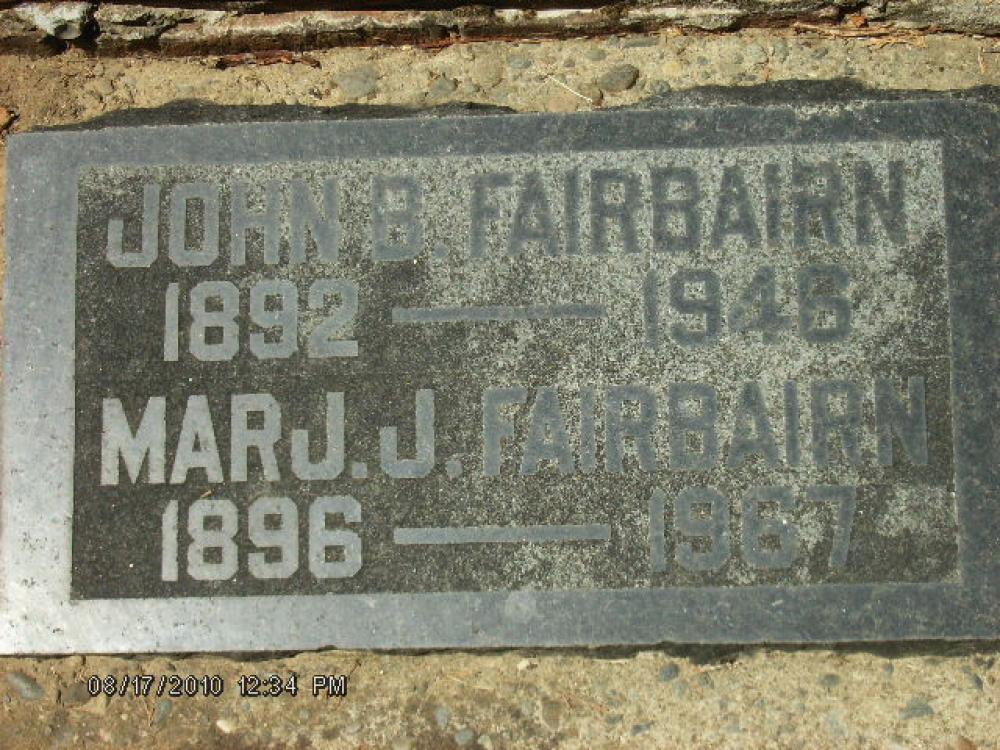 JOHN B. FAIRBAIRN
1892 — 1946
MARJ. J. FAIRBAIRN
1896 — 1967
08/17/2010 12:34 PM